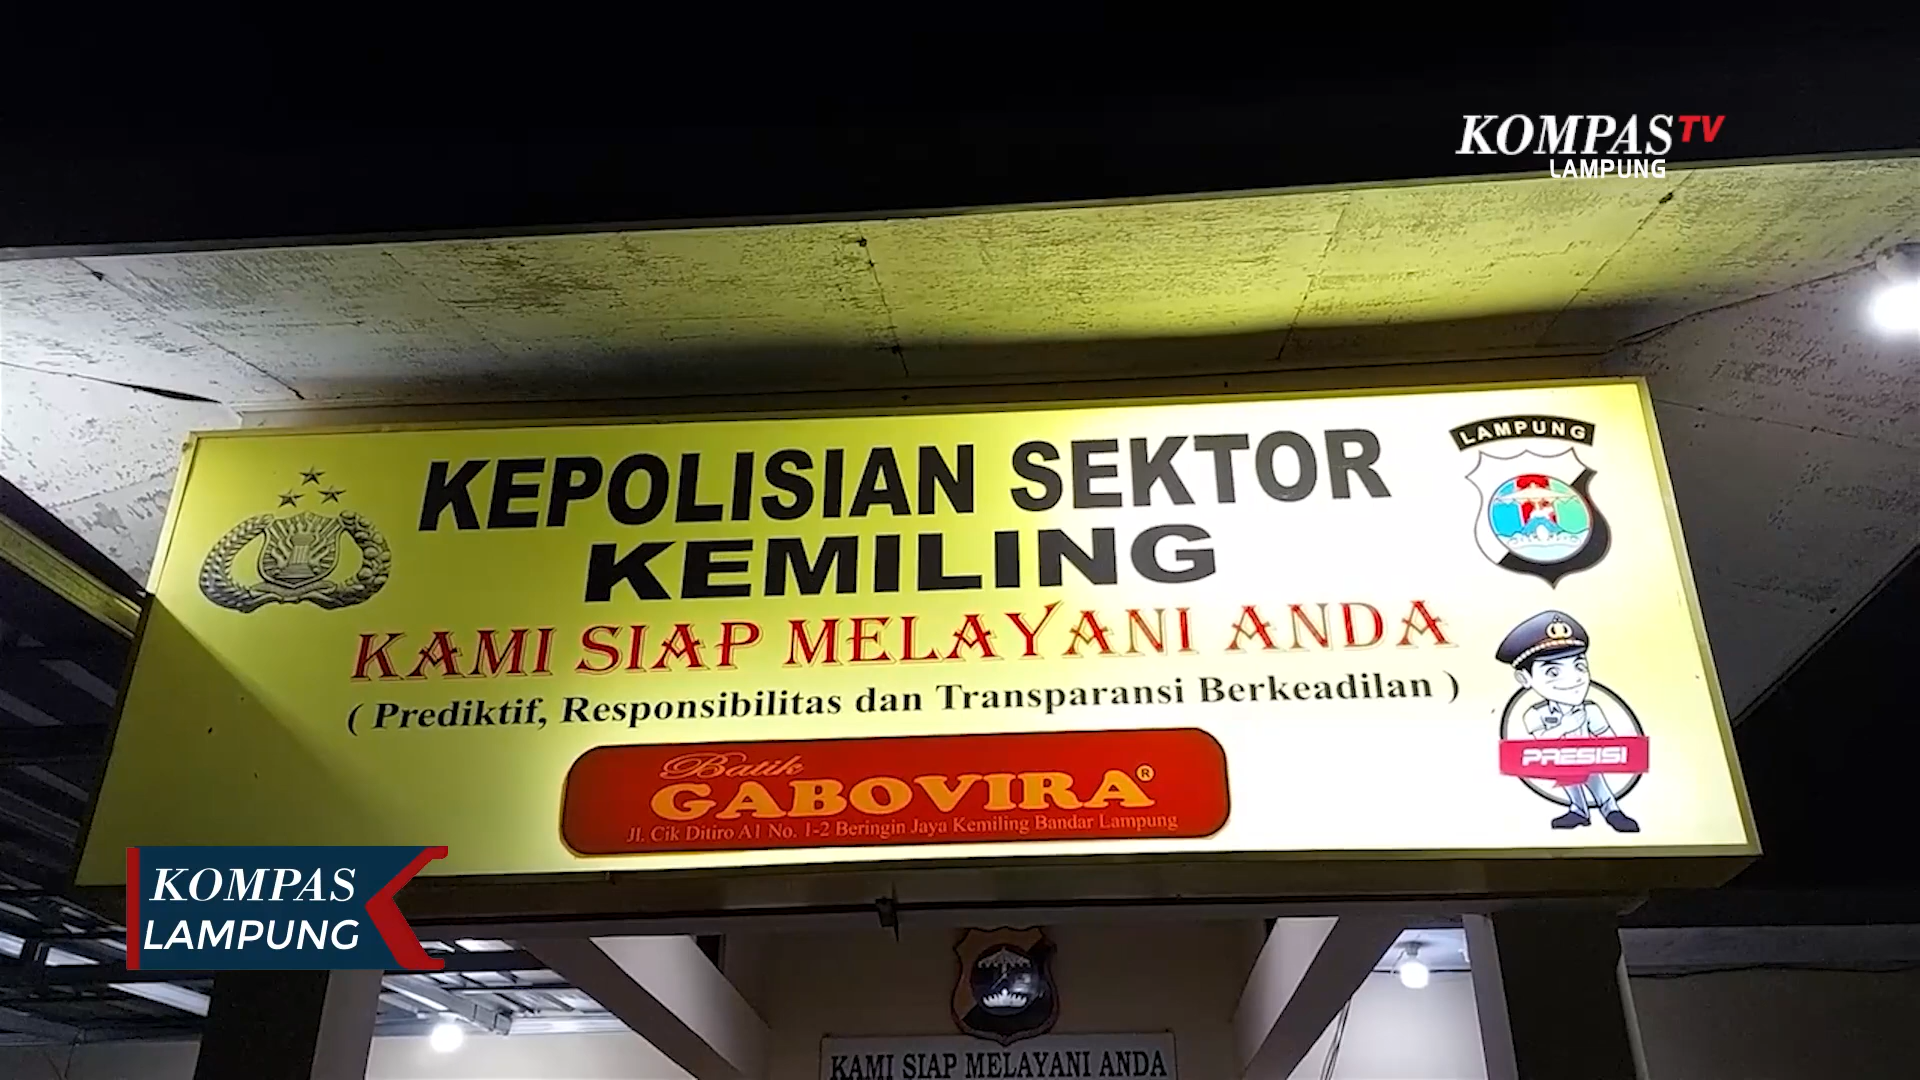 KOMPAS TV
LAMPUNG
LAMPUNG
KEPOLISIAN SEKTOR
KEMILING
KAMI SIAP MELAYANI ANDA
( Prediktif, Responsibilitas dan Transparansi Berkeadilan )
PRESISI
Batik
GABOVIRA®
Jl. Cik Ditiro A1 No. 1-2 Beringin Jaya Kemiling Bandar Lampung
KOMPAS
LAMPUNG
KAMI SIAP MELAYANI ANDA